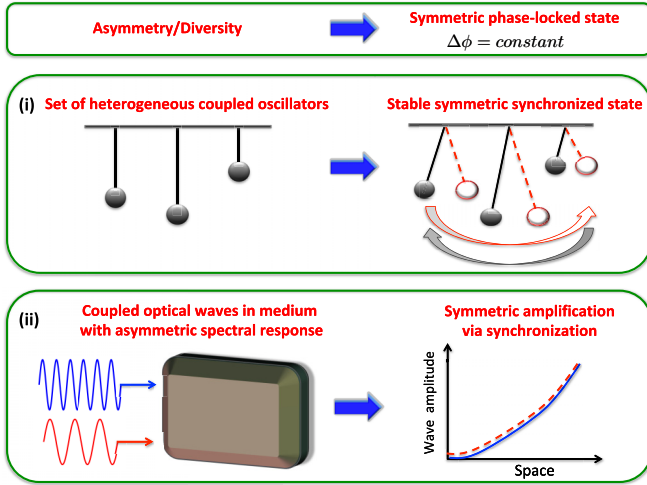 Asymmetry/Diversity
Symmetric phase-locked state
Δϕ = constant
(i) Set of heterogeneous coupled oscillators
Stable symmetric synchronized state
(ii) Coupled optical waves in medium
with asymmetric spectral response
Symmetric amplification
via synchronization
Wave amplitude
Space